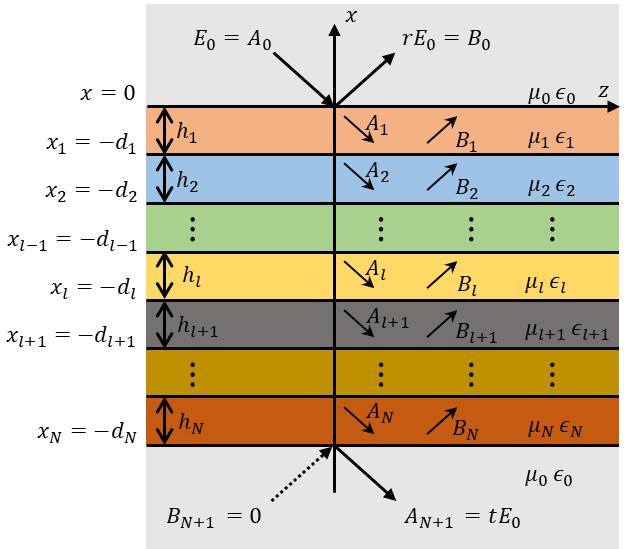 x
E₀ = A₀
rE₀ = B₀
x = 0
μ₀ ϵ₀
z
h₁
A₁
B₁
μ₁ ϵ₁
x₁ = −d₁
h₂
A₂
B₂
μ₂ ϵ₂
x₂ = −d₂
⋮ ⋮ ⋮ ⋮
x_{l−1} = −d_{l−1}
h_l
A_l
B_l
μ_l ϵ_l
x_l = −d_l
h_{l+1}
A_{l+1}
B_{l+1}
μ_{l+1} ϵ_{l+1}
x_{l+1} = −d_{l+1}
⋮ ⋮ ⋮ ⋮
h_N
A_N
B_N
μ_N ϵ_N
x_N = −d_N
μ₀ ϵ₀
B_{N+1} = 0
A_{N+1} = tE₀